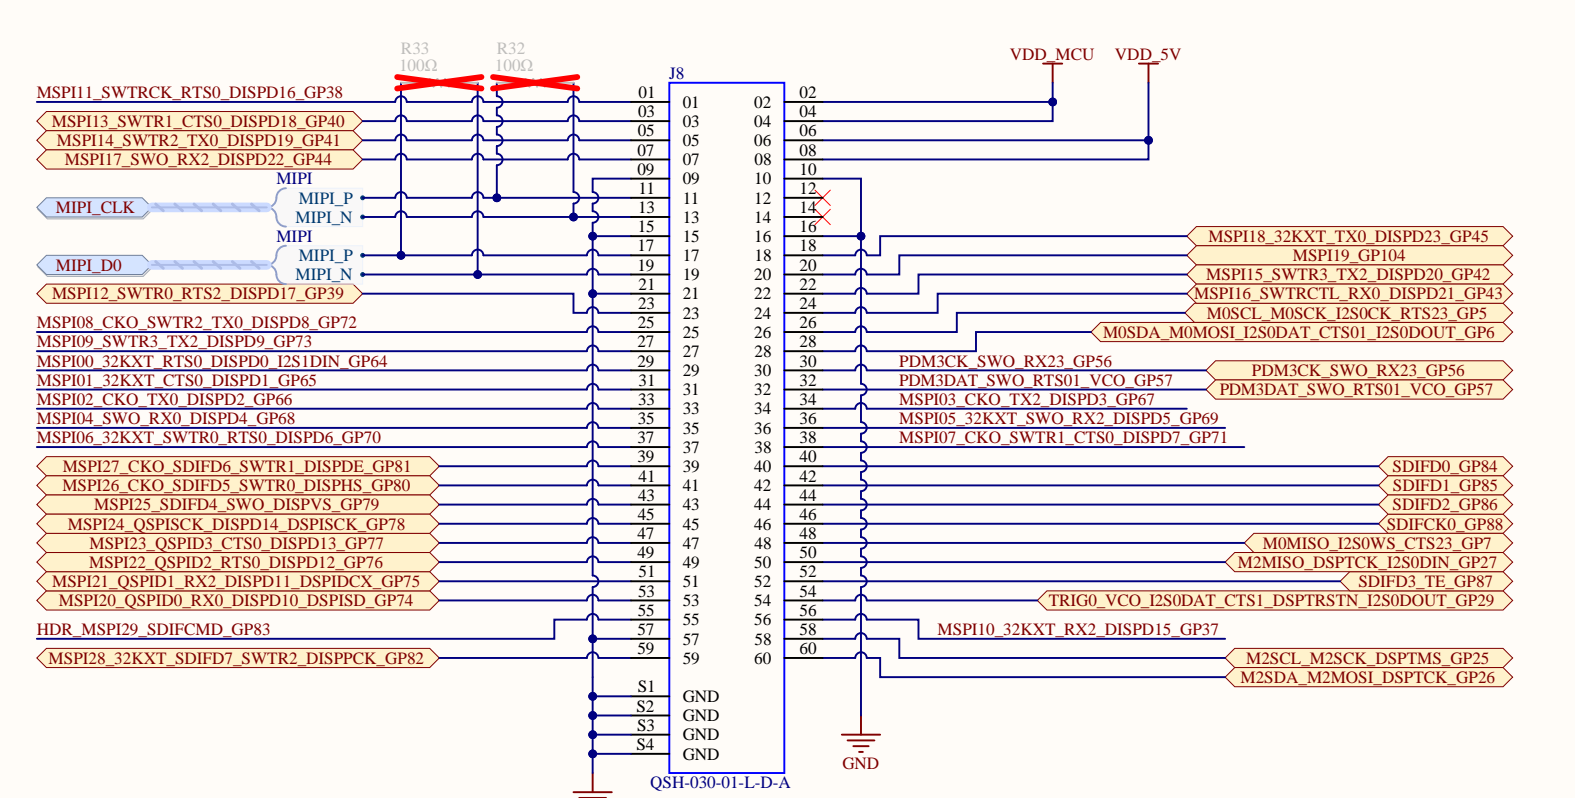 R33
100Ω
R32
100Ω
J8
VDD_MCU
VDD_5V
MSPI11_SWTRCK_RTS0_DISPD16_GP38
01 01 02 02
MSPI13_SWTR1_CTS0_DISPD18_GP40
03 03 04 04
MSPI14_SWTR2_TX0_DISPD19_GP41
05 05 06 06
MSPI17_SWO_RX2_DISPD22_GP44
07 07 08 08
MIPI
09 09 10 10
MIPI_CLK
MIPI_P
11 11 12 12
MIPI_N
13 13 14 14
MIPI
15 15 16 16
MSPI18_32KXT_TX0_DISPD23_GP45
MIPI_D0
MIPI_P
17 17 18 18
MSPI19_GP104
MIPI_N
19 19 20 20
MSPI15_SWTR3_TX2_DISPD20_GP42
MSPI12_SWTR0_RTS2_DISPD17_GP39
21 21 22 22
MSPI16_SWTRCTL_RX0_DISPD21_GP43
23 23 24 24
M0SCL_M0SCK_I2S0CK_RTS23_GP5
MSPI08_CKO_SWTR2_TX0_DISPD8_GP72
25 25 26 26
M0SDA_M0MOSI_I2S0DAT_CTS01_I2S0DOUT_GP6
MSPI09_SWTR3_TX2_DISPD9_GP73
27 27 28 28
MSPI00_32KXT_RTS0_DISPD0_I2S1DIN_GP64
29 29 30 30
PDM3CK_SWO_RX23_GP56
PDM3CK_SWO_RX23_GP56
MSPI01_32KXT_CTS0_DISPD1_GP65
31 31 32 32
PDM3DAT_SWO_RTS01_VCO_GP57
PDM3DAT_SWO_RTS01_VCO_GP57
MSPI02_CKO_TX0_DISPD2_GP66
33 33 34 34
MSPI03_CKO_TX2_DISPD3_GP67
MSPI04_SWO_RX0_DISPD4_GP68
35 35 36 36
MSPI05_32KXT_SWO_RX2_DISPD5_GP69
MSPI06_32KXT_SWTR0_RTS0_DISPD6_GP70
37 37 38 38
MSPI07_CKO_SWTR1_CTS0_DISPD7_GP71
MSPI27_CKO_SDIFD6_SWTR1_DISPDE_GP81
39 39 40 40
SDIFD0_GP84
MSPI26_CKO_SDIFD5_SWTR0_DISPHS_GP80
41 41 42 42
SDIFD1_GP85
MSPI25_SDIFD4_SWO_DISPVS_GP79
43 43 44 44
SDIFD2_GP86
MSPI24_QSPISCK_DISPD14_DSPISCK_GP78
45 45 46 46
SDIFCK0_GP88
MSPI23_QSPID3_CTS0_DISPD13_GP77
47 47 48 48
M0MISO_I2S0WS_CTS23_GP7
MSPI22_QSPID2_RTS0_DISPD12_GP76
49 49 50 50
M2MISO_DSPTCK_I2S0DIN_GP27
MSPI21_QSPID1_RX2_DISPD11_DSPIDCX_GP75
51 51 52 52
SDIFD3_TE_GP87
MSPI20_QSPID0_RX0_DISPD10_DSPISD_GP74
53 53 54 54
TRIG0_VCO_I2S0DAT_CTS1_DSPTRSTN_I2S0DOUT_GP29
55 55 56 56
HDR_MSPI29_SDIFCMD_GP83
57 57 58 58
MSPI10_32KXT_RX2_DISPD15_GP37
MSPI28_32KXT_SDIFD7_SWTR2_DISPPCK_GP82
59 59 60 60
M2SCL_M2SCK_DSPTMS_GP25
M2SDA_M2MOSI_DSPTCK_GP26
S1 GND
S2 GND
S3 GND
S4 GND
GND
QSH-030-01-L-D-A